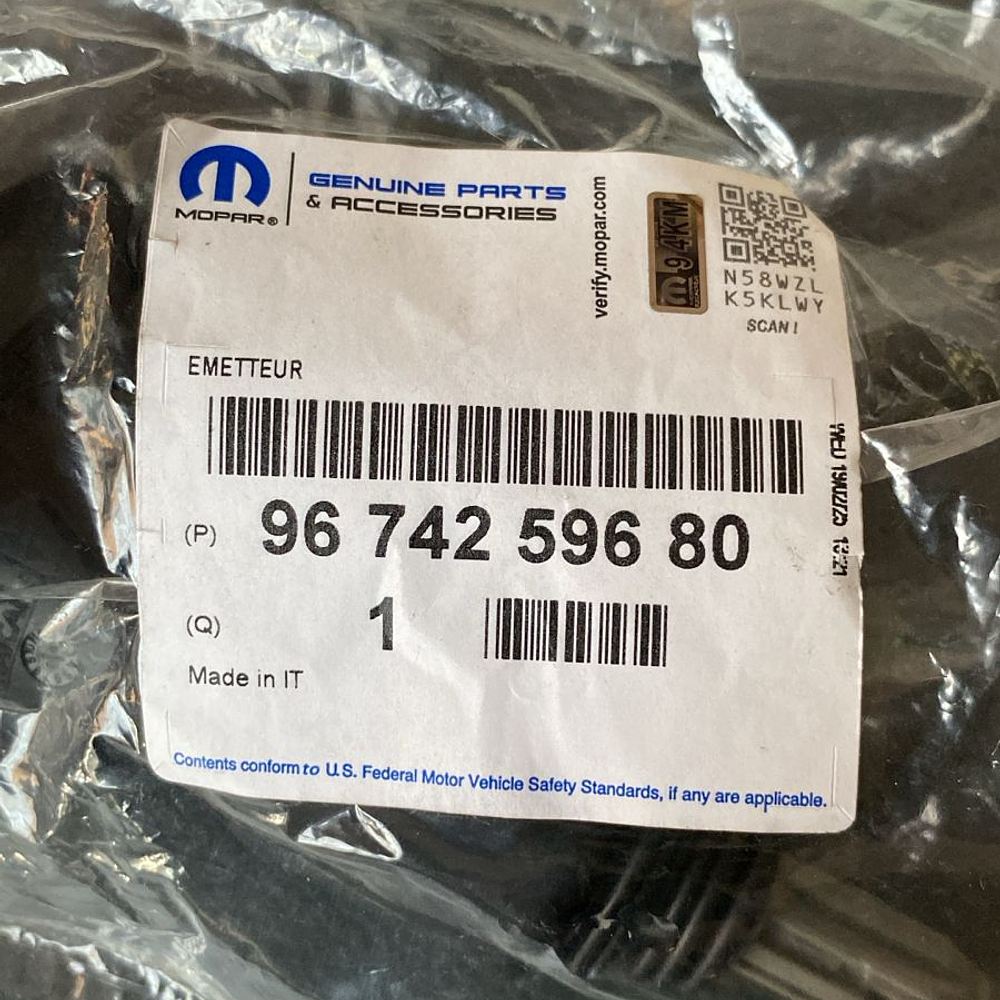 MOPAR®
GENUINE PARTS
& ACCESSORIES
verify.mopar.com
94KM
N58WZL
K5KLWY
SCAN!
EMETTEUR
(P) 96 742 596 80
(Q) 1
Made in IT
Contents conform to U.S. Federal Motor Vehicle Safety Standards, if any are applicable.